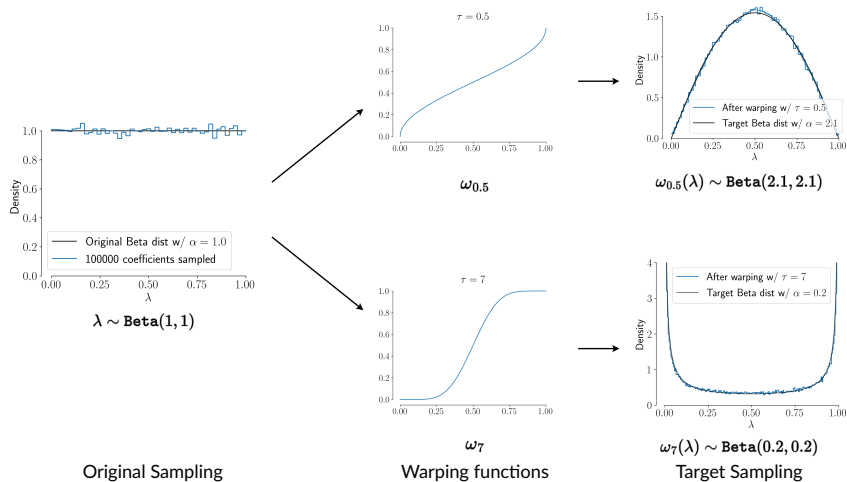 1.0
0.8
0.6
0.4
0.2
0.0
Density
0.00 0.25 0.50 0.75 1.00
λ
Original Beta dist w/ α = 1.0
100000 coefficients sampled
λ ∼ Beta(1, 1)
Original Sampling
τ = 0.5
1.0
0.8
0.6
0.4
0.2
0.0
0.00 0.25 0.50 0.75 1.00
ω0.5
τ = 7
1.0
0.8
0.6
0.4
0.2
0.0
0.00 0.25 0.50 0.75 1.00
ω7
Warping functions
1.5
1.0
0.5
0.0
Density
After warping w/ τ = 0.5
Target Beta dist w/ α = 2.1
0.00 0.25 0.50 0.75 1.00
λ
ω0.5(λ) ∼ Beta(2.1, 2.1)
4
3
2
1
0
Density
After warping w/ τ = 7
Target Beta dist w/ α = 0.2
0.00 0.25 0.50 0.75 1.00
λ
ω7(λ) ∼ Beta(0.2, 0.2)
Target Sampling